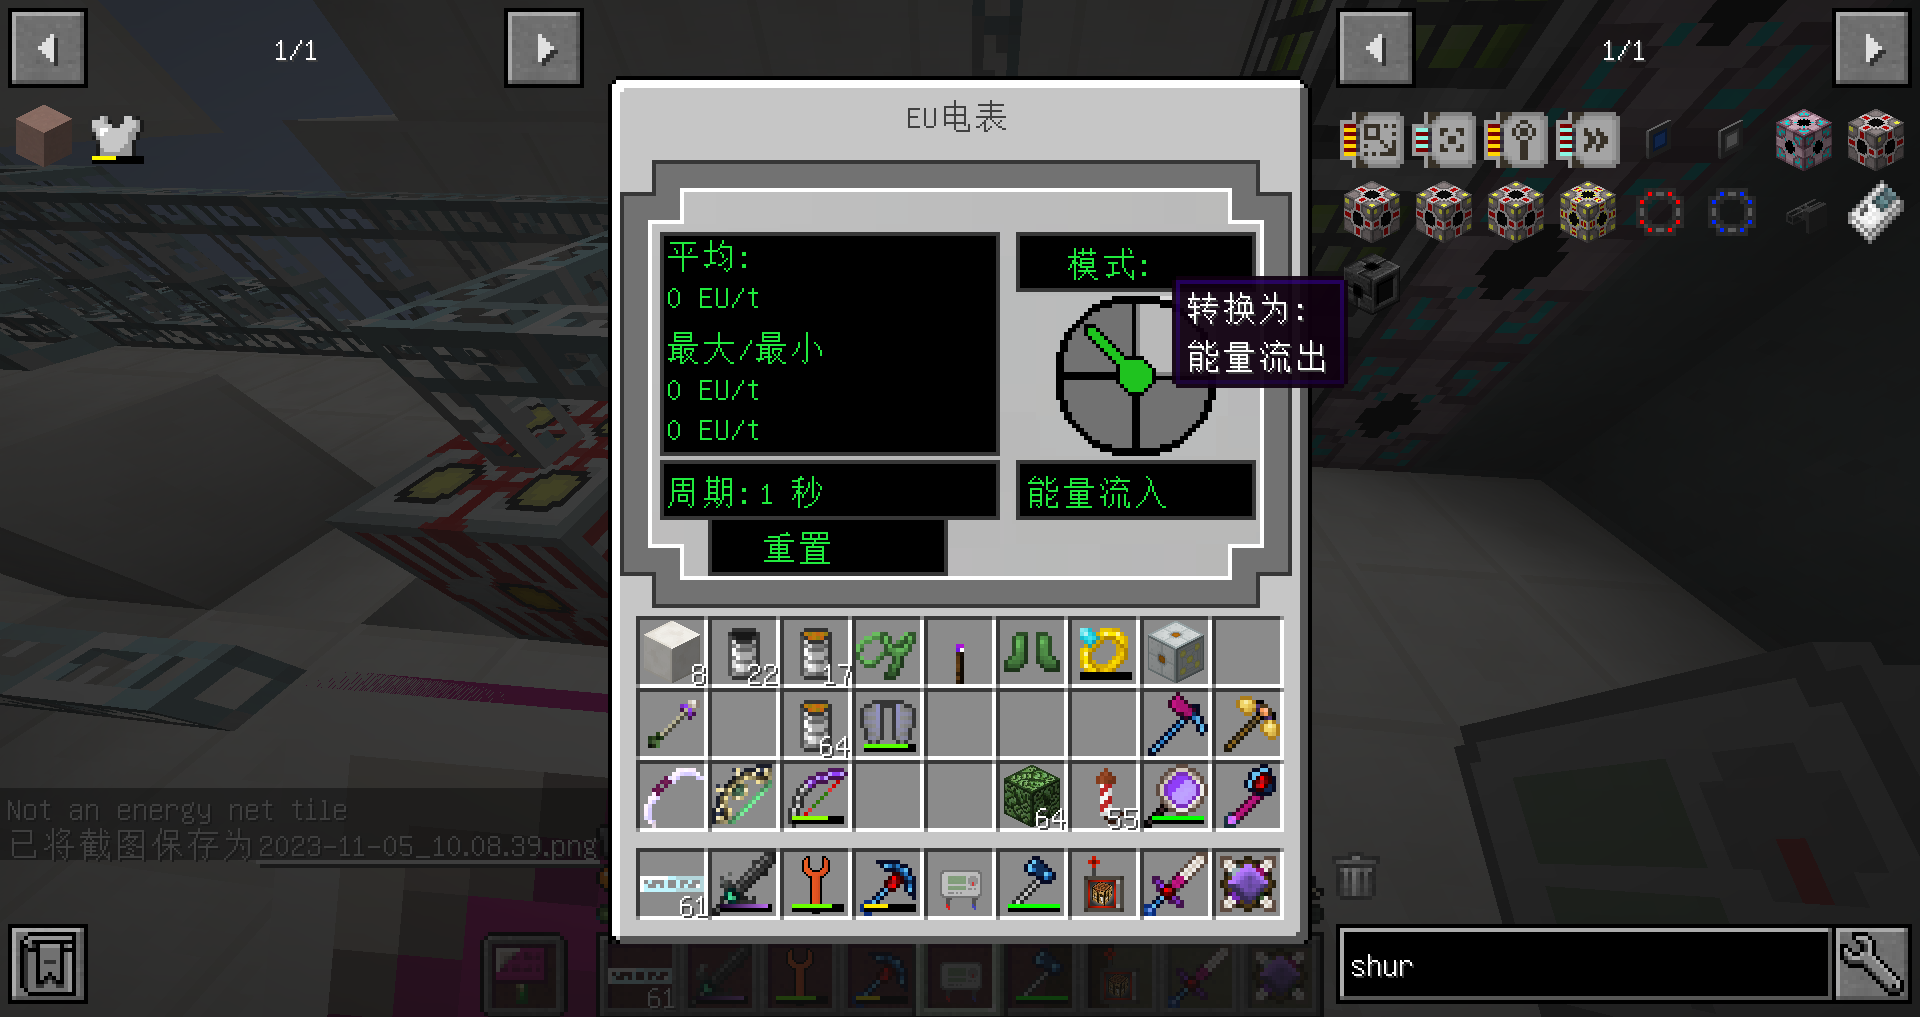 1/1
1/1
EU电表
平均:
0 EU/t
最大/最小
0 EU/t
0 EU/t
周期:1 秒
重置
模式:
转换为:
能量流出
能量流入
8
22
17
64
64
55
61
Not an energy net tile
已将截图保存为2023-11-05_10.08.39.png
61
shur